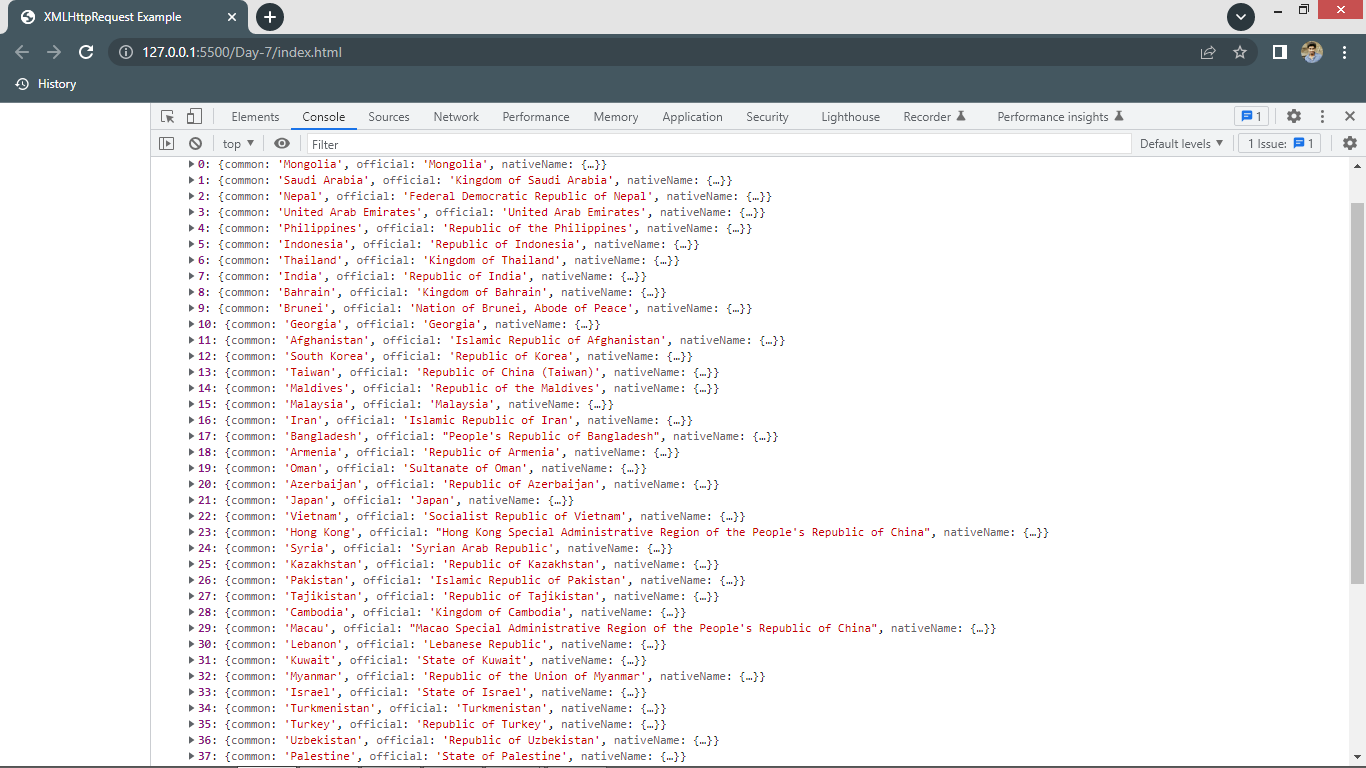 XMLHttpRequest Example
127.0.0.1:5500/Day-7/index.html
History
Elements Console Sources Network Performance Memory Application Security Lighthouse Recorder Performance insights 1
top Filter Default levels 1 Issue: 1
0: {common: 'Mongolia', official: 'Mongolia', nativeName: {…}}
1: {common: 'Saudi Arabia', official: 'Kingdom of Saudi Arabia', nativeName: {…}}
2: {common: 'Nepal', official: 'Federal Democratic Republic of Nepal', nativeName: {…}}
3: {common: 'United Arab Emirates', official: 'United Arab Emirates', nativeName: {…}}
4: {common: 'Philippines', official: 'Republic of the Philippines', nativeName: {…}}
5: {common: 'Indonesia', official: 'Republic of Indonesia', nativeName: {…}}
6: {common: 'Thailand', official: 'Kingdom of Thailand', nativeName: {…}}
7: {common: 'India', official: 'Republic of India', nativeName: {…}}
8: {common: 'Bahrain', official: 'Kingdom of Bahrain', nativeName: {…}}
9: {common: 'Brunei', official: 'Nation of Brunei, Abode of Peace', nativeName: {…}}
10: {common: 'Georgia', official: 'Georgia', nativeName: {…}}
11: {common: 'Afghanistan', official: 'Islamic Republic of Afghanistan', nativeName: {…}}
12: {common: 'South Korea', official: 'Republic of Korea', nativeName: {…}}
13: {common: 'Taiwan', official: 'Republic of China (Taiwan)', nativeName: {…}}
14: {common: 'Maldives', official: 'Republic of the Maldives', nativeName: {…}}
15: {common: 'Malaysia', official: 'Malaysia', nativeName: {…}}
16: {common: 'Iran', official: 'Islamic Republic of Iran', nativeName: {…}}
17: {common: 'Bangladesh', official: "People's Republic of Bangladesh", nativeName: {…}}
18: {common: 'Armenia', official: 'Republic of Armenia', nativeName: {…}}
19: {common: 'Oman', official: 'Sultanate of Oman', nativeName: {…}}
20: {common: 'Azerbaijan', official: 'Republic of Azerbaijan', nativeName: {…}}
21: {common: 'Japan', official: 'Japan', nativeName: {…}}
22: {common: 'Vietnam', official: 'Socialist Republic of Vietnam', nativeName: {…}}
23: {common: 'Hong Kong', official: "Hong Kong Special Administrative Region of the People's Republic of China", nativeName: {…}}
24: {common: 'Syria', official: 'Syrian Arab Republic', nativeName: {…}}
25: {common: 'Kazakhstan', official: 'Republic of Kazakhstan', nativeName: {…}}
26: {common: 'Pakistan', official: 'Islamic Republic of Pakistan', nativeName: {…}}
27: {common: 'Tajikistan', official: 'Republic of Tajikistan', nativeName: {…}}
28: {common: 'Cambodia', official: 'Kingdom of Cambodia', nativeName: {…}}
29: {common: 'Macau', official: "Macao Special Administrative Region of the People's Republic of China", nativeName: {…}}
30: {common: 'Lebanon', official: 'Lebanese Republic', nativeName: {…}}
31: {common: 'Kuwait', official: 'State of Kuwait', nativeName: {…}}
32: {common: 'Myanmar', official: 'Republic of the Union of Myanmar', nativeName: {…}}
33: {common: 'Israel', official: 'State of Israel', nativeName: {…}}
34: {common: 'Turkmenistan', official: 'Turkmenistan', nativeName: {…}}
35: {common: 'Turkey', official: 'Republic of Turkey', nativeName: {…}}
36: {common: 'Uzbekistan', official: 'Republic of Uzbekistan', nativeName: {…}}
37: {common: 'Palestine', official: 'State of Palestine', nativeName: {…}}